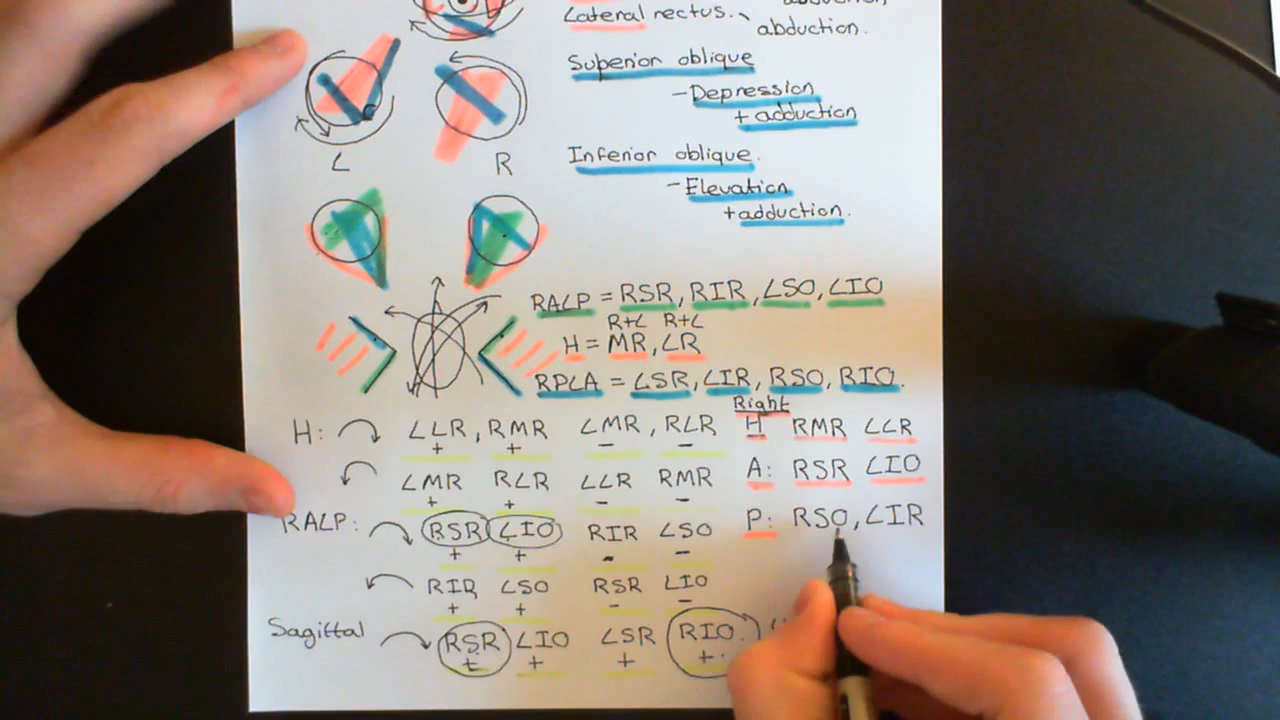 Lateral rectus.
abduction.
Superior oblique
- Depression
+ adduction
L R
Inferior oblique.
- Elevation
+ adduction.
RALP = RSR, RIR, LSO, LIO
R+L R+L
H = MR, LR
RPLA = LSR, LIR, RSO, RIO.
Right
H: LLR, RMR LMR, RLR H RMR LLR
+ + - -
LMR RLR LLR RMR A: RSR LIO
+ + - -
RALP: RSR LIO RIR LSO P: RSO, LIR
+ + - -
RIR LSO RSR LIO
+ + - -
Sagittal RSR LIO LSR RIO.
+ + + +.